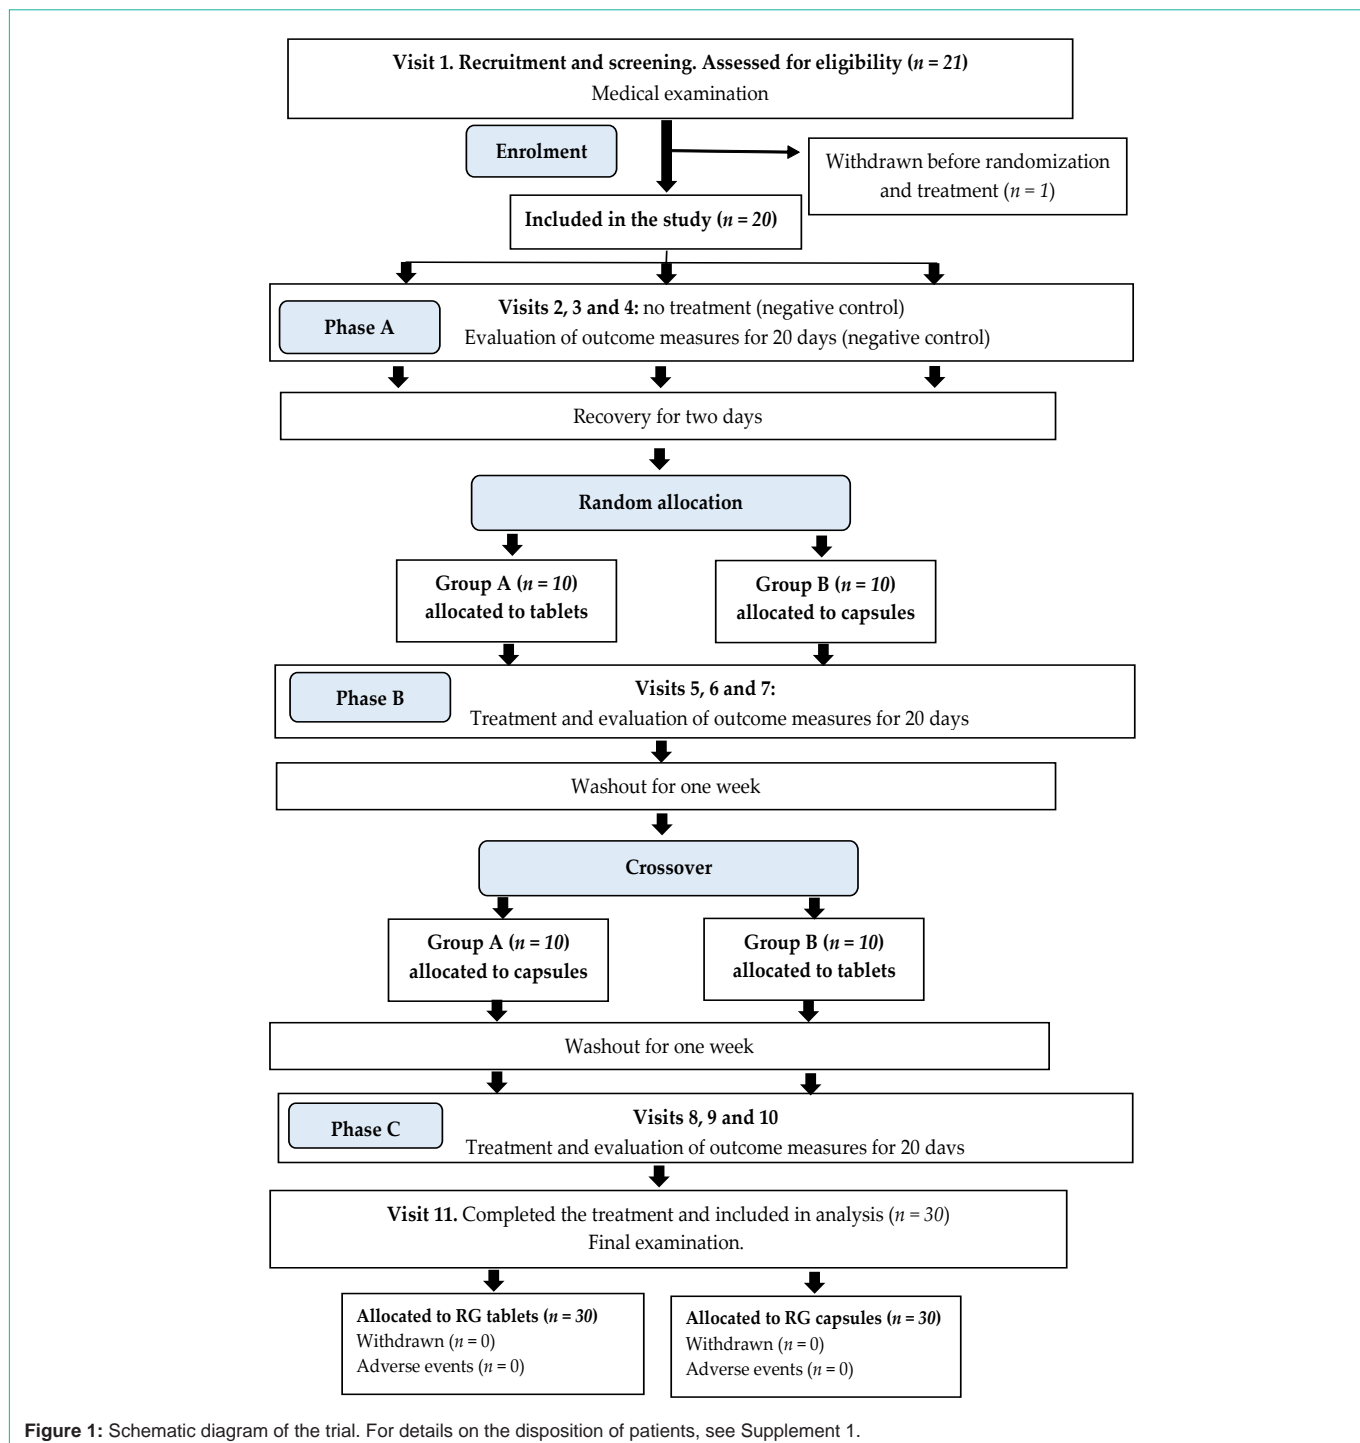 Visit 1. Recruitment and screening. Assessed for eligibility (n = 21)
Medical examination
Enrolment
Withdrawn before randomization
and treatment (n = 1)
Included in the study (n = 20)
Phase A
Visits 2, 3 and 4: no treatment (negative control)
Evaluation of outcome measures for 20 days (negative control)
Recovery for two days
Random allocation
Group A (n = 10)
allocated to tablets
Group B (n = 10)
allocated to capsules
Phase B
Visits 5, 6 and 7:
Treatment and evaluation of outcome measures for 20 days
Washout for one week
Crossover
Group A (n = 10)
allocated to capsules
Group B (n = 10)
allocated to tablets
Washout for one week
Phase C
Visits 8, 9 and 10
Treatment and evaluation of outcome measures for 20 days
Visit 11. Completed the treatment and included in analysis (n = 30)
Final examination.
Allocated to RG tablets (n = 30)
Withdrawn (n = 0)
Adverse events (n = 0)
Allocated to RG capsules (n = 30)
Withdrawn (n = 0)
Adverse events (n = 0)
Figure 1: Schematic diagram of the trial. For details on the disposition of patients, see Supplement 1.